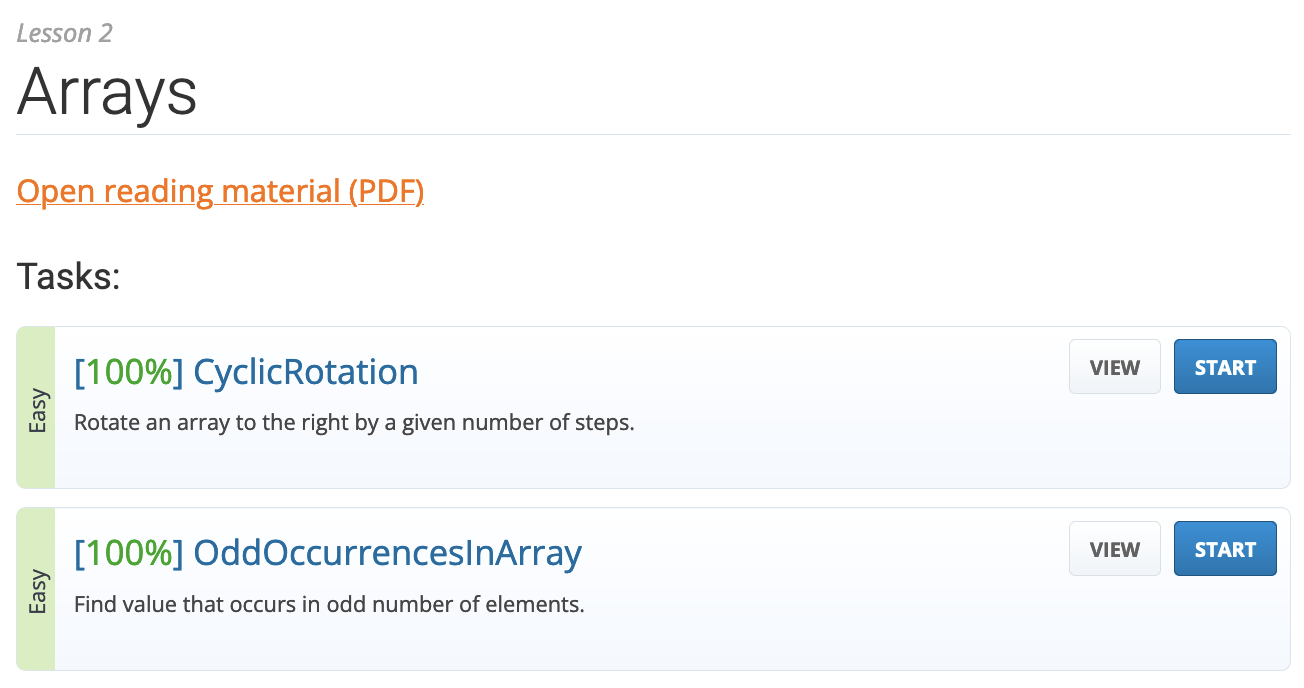 Lesson 2
Arrays
Open reading material (PDF)
Tasks:
Easy
[100%] CyclicRotation
VIEW
START
Rotate an array to the right by a given number of steps.
Easy
[100%] OddOccurrencesInArray
VIEW
START
Find value that occurs in odd number of elements.